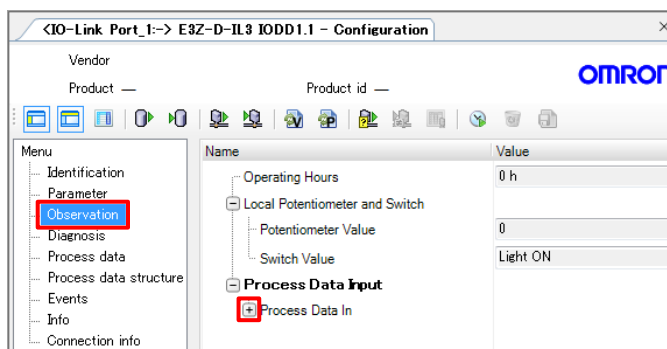 <IO-Link Port_1:-> E3Z-D-IL3 IODD1.1 - Configuration
Vendor
Product —
Product id —
OMRON
Menu
Identification
Parameter
Observation
Diagnosis
Process data
Process data structure
Events
Info
Connection info
Name
Value
Operating Hours
0 h
Local Potentiometer and Switch
Potentiometer Value
0
Switch Value
Light ON
Process Data Input
Process Data In